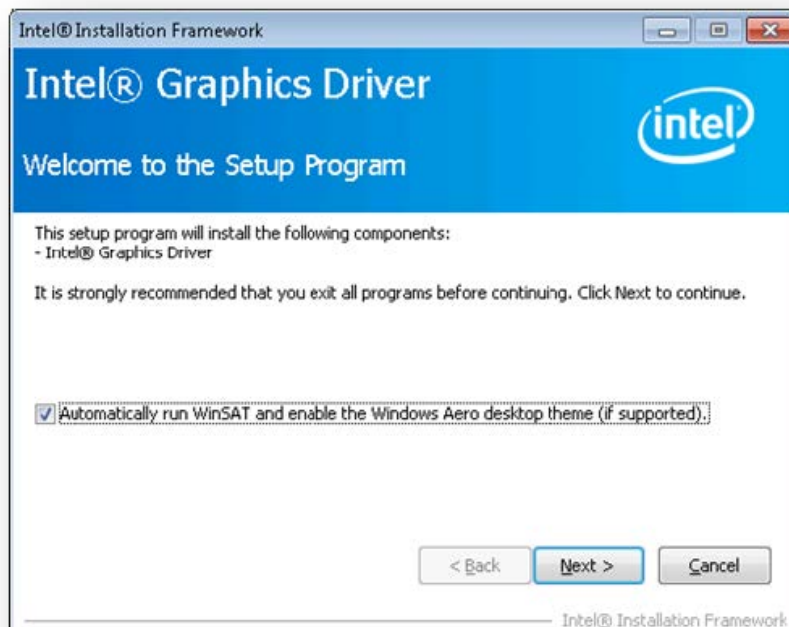 Intel® Installation Framework
Intel® Graphics Driver
intel
Welcome to the Setup Program
This setup program will install the following components:
- Intel® Graphics Driver
It is strongly recommended that you exit all programs before continuing. Click Next to continue.
Automatically run WinSAT and enable the Windows Aero desktop theme (if supported).
< Back
Next >
Cancel
Intel® Installation Framework